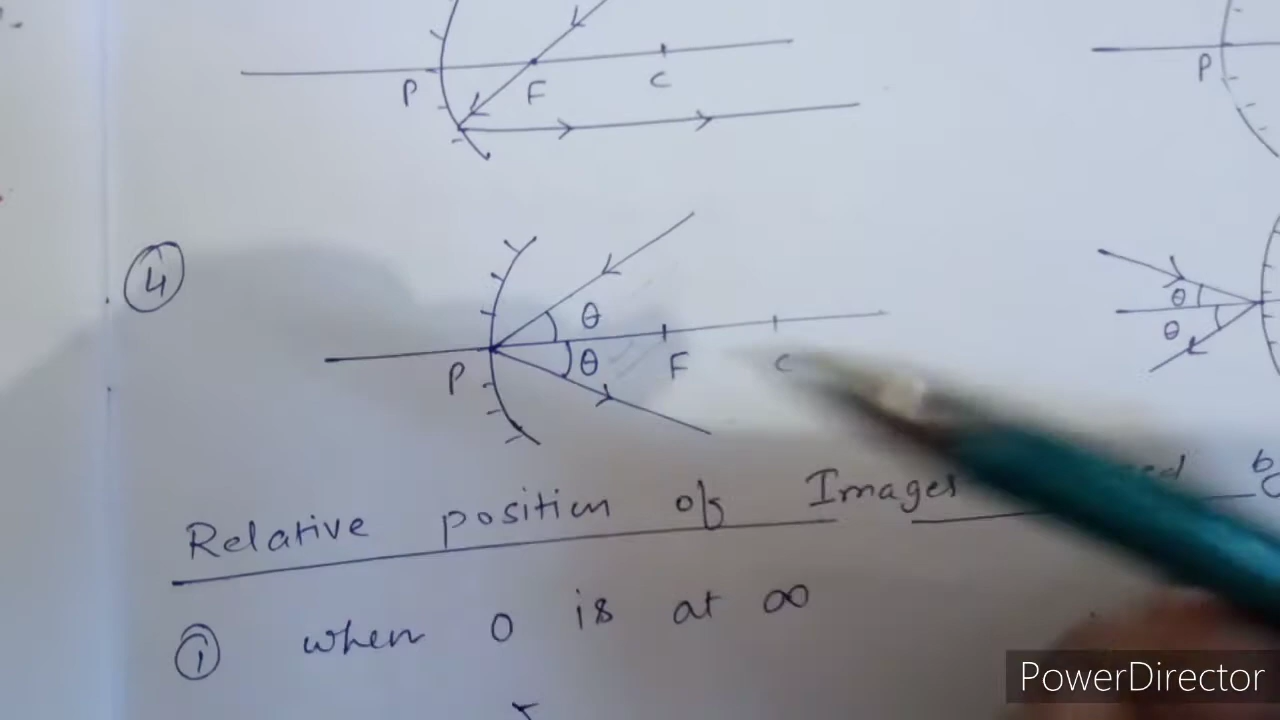 P F C
P
④
θ θ
P θ F C θ
Relative position of Images
① when O is at ∞
PowerDirector